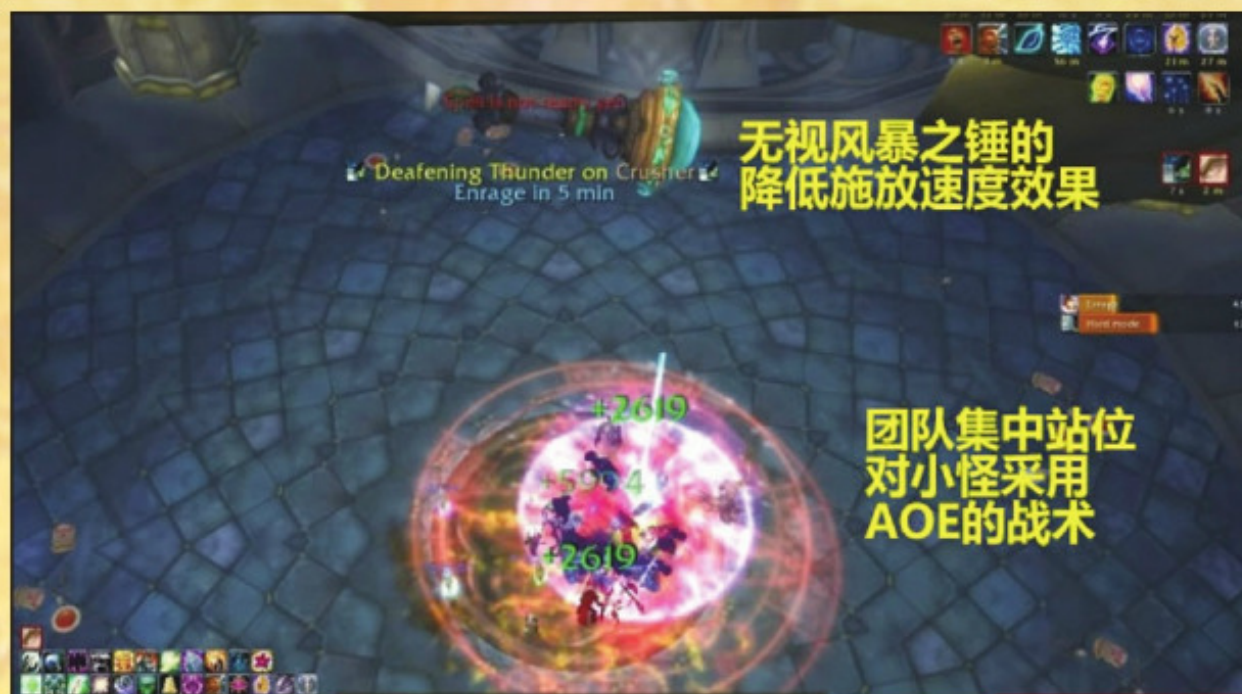 无视风暴之锤的
降低施放速度效果
Deafening Thunder on Crusher
Enrage in 5 min
Hard mode
团队集中站位
对小怪采用
AOE的战术
+2619
+2619